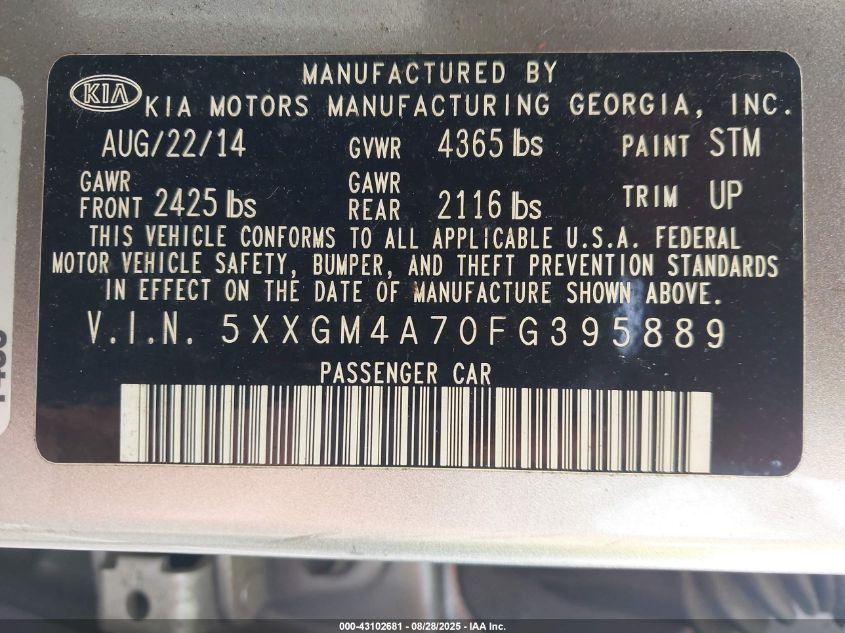 MANUFACTURED BY
KIA KIA MOTORS MANUFACTURING GEORGIA, INC.
AUG/22/14 GVWR 4365 lbs PAINT STM
GAWR FRONT 2425 lbs GAWR REAR 2116 lbs TRIM UP
THIS VEHICLE CONFORMS TO ALL APPLICABLE U.S.A. FEDERAL
MOTOR VEHICLE SAFETY, BUMPER, AND THEFT PREVENTION STANDARDS
IN EFFECT ON THE DATE OF MANUFACTURE SHOWN ABOVE.
V.I.N. 5XXGM4A70FG395889
PASSENGER CAR
000-43102681 - 08/28/2025 - IAA Inc.